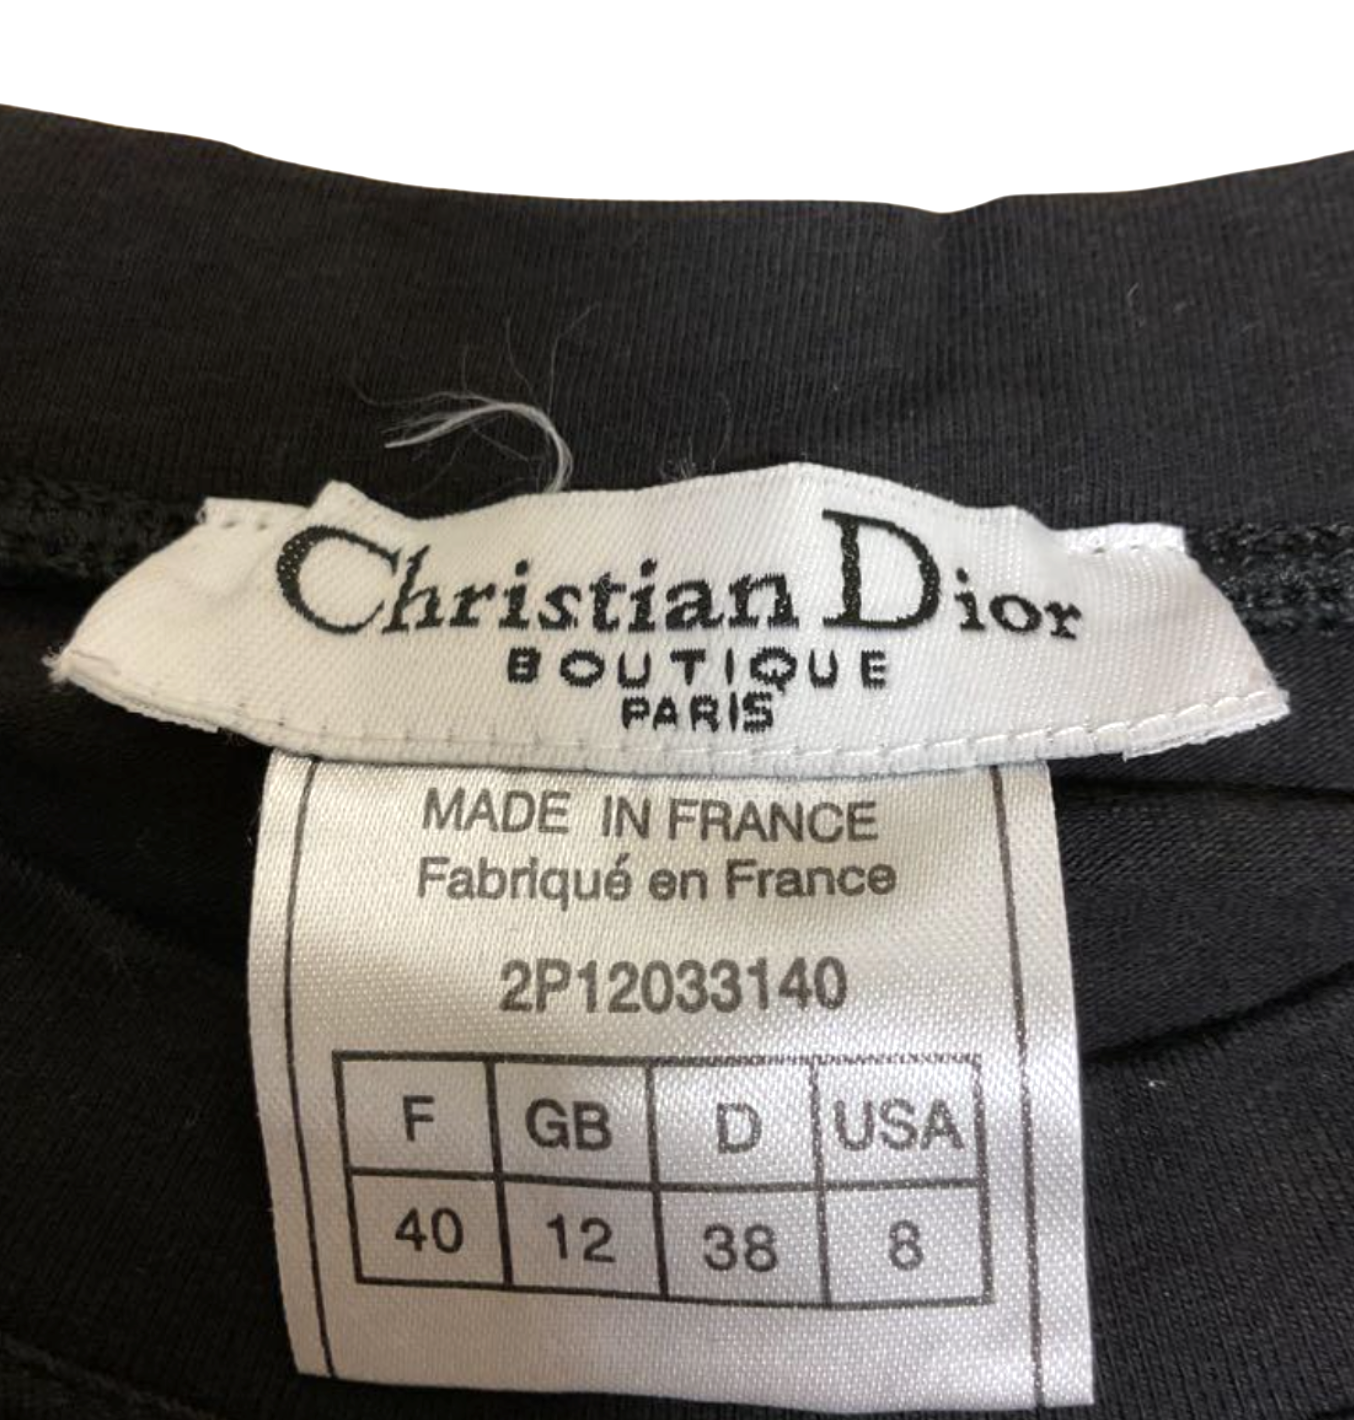 Christian Dior
BOUTIQUE
PARIS
MADE IN FRANCE
Fabriqué en France
2P12033140
F GB D USA
40 12 38 8